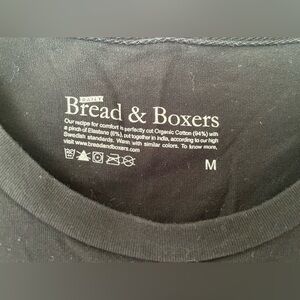 DAILY
Bread & Boxers
Our recipe for comfort is perfectly cut Organic Cotton (94%) with
a pinch of Elastane (6%), put together in india, according to our high
Swedish standards. Warm, with similar colors. To know more,
visit www.breadandboxers.com
M